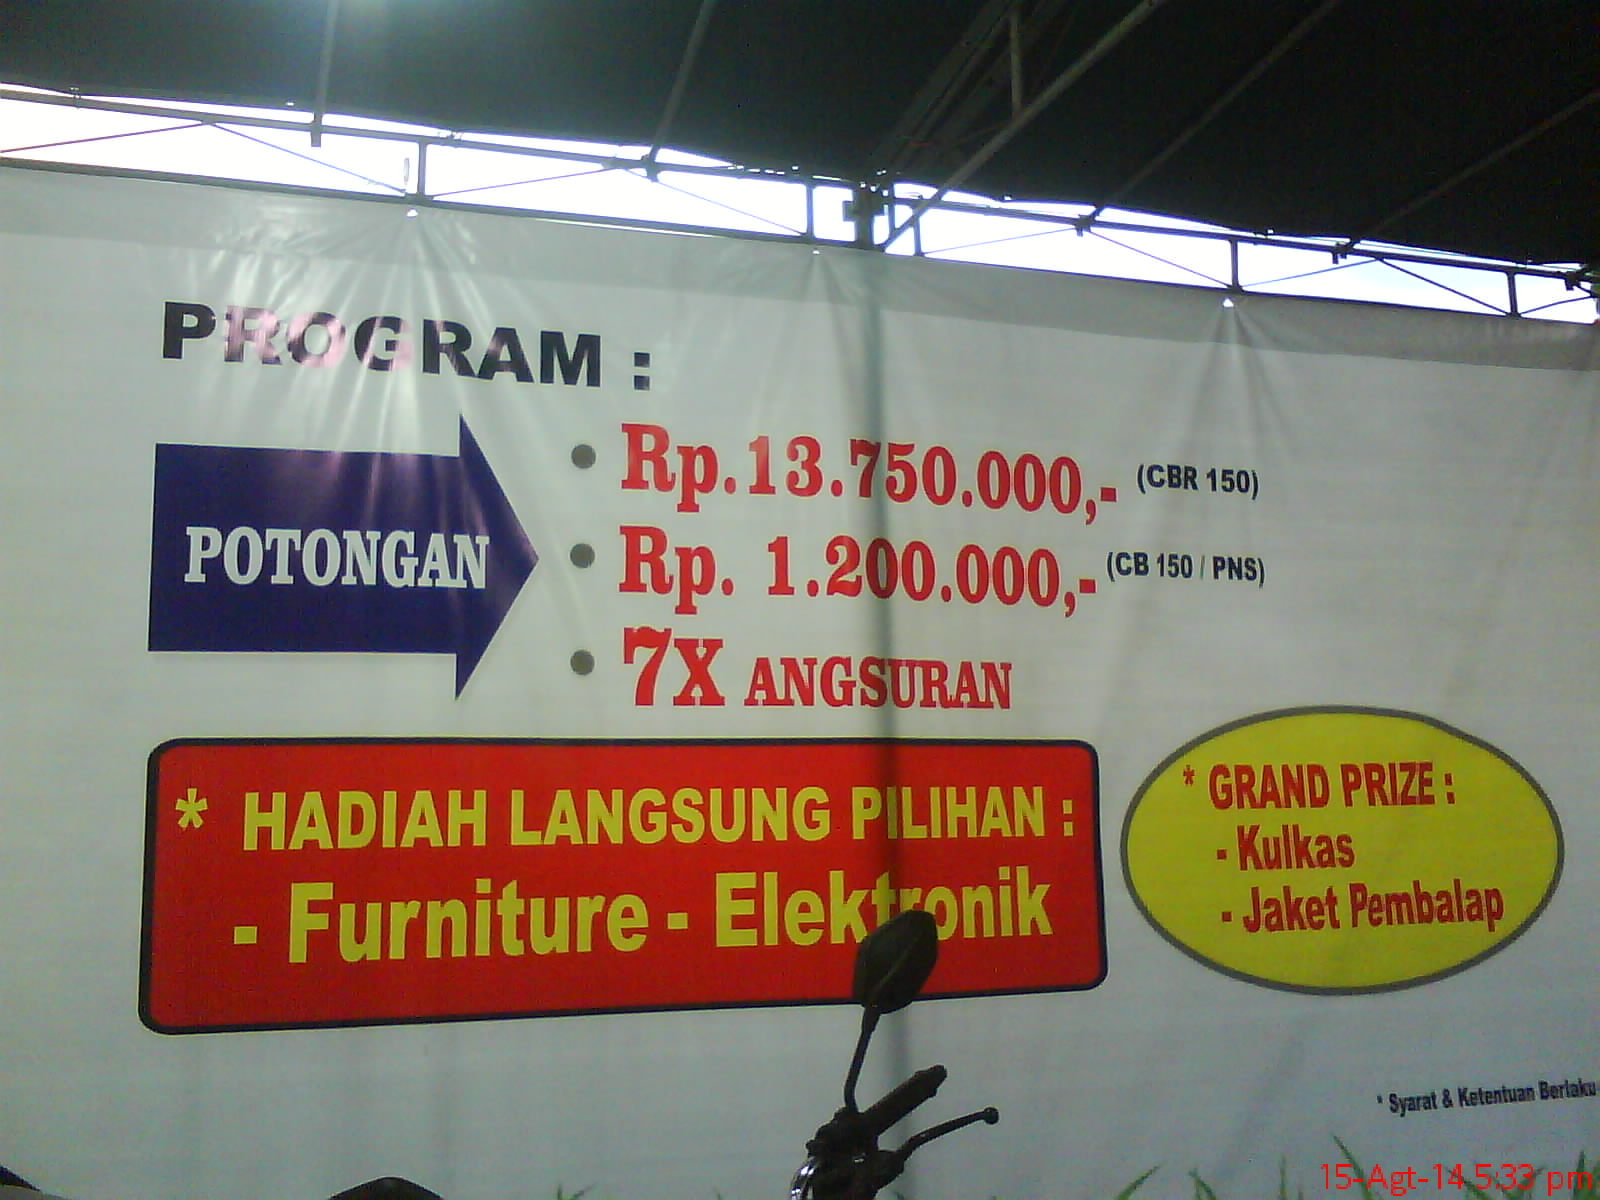 PROGRAM :
POTONGAN
• Rp.13.750.000,- (CBR 150)
• Rp. 1.200.000,- (CB 150 / PNS)
• 7X ANGSURAN
* HADIAH LANGSUNG PILIHAN :
- Furniture - Elektronik
* GRAND PRIZE :
- Kulkas
- Jaket Pembalap
* Syarat & Ketentuan Berlaku
15-Agt-14 5:33 pm